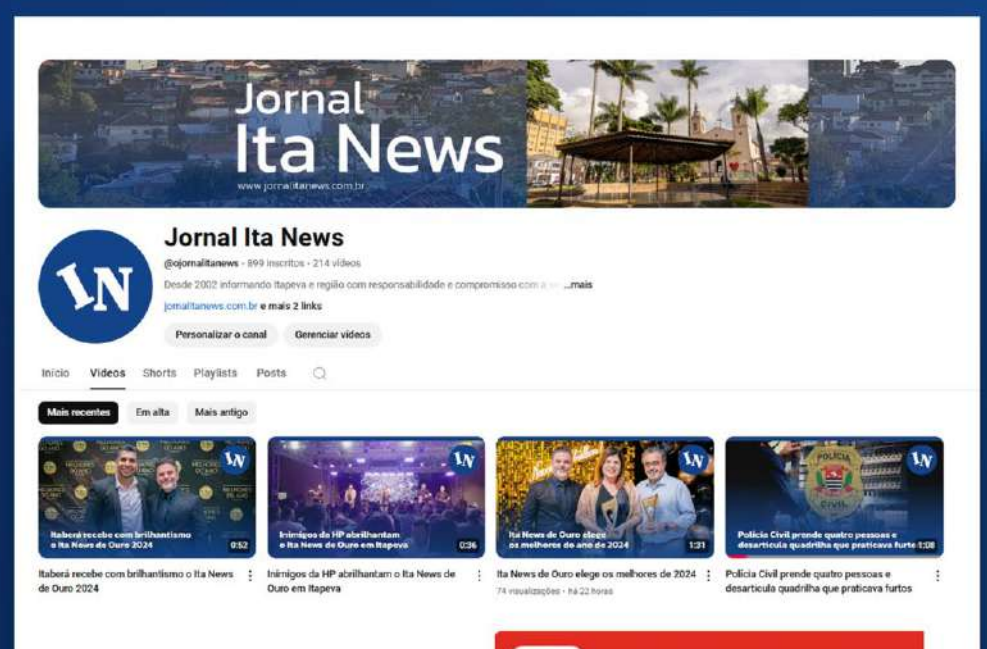 Jornal
Ita News
www.jornalitanews.com.br
Jornal Ita News
@ojornalitanews • 899 inscritos • 214 vídeos
Desde 2002 informando Itapeva e região com responsabilidade e compromisso com a ...mais
jornalitanews.com.br e mais 2 links
Personalizar o canal Gerenciar vídeos
IN
Início Vídeos Shorts Playlists Posts
Mais recentes Em alta Mais antigo
IN
IN
IN
POLÍCIA
CIVIL
IN
Itaberá recebe com brilhantismo
o Ita News de Ouro 2024
0:52
Inimigos da HP abrilhantam
o Ita News de Ouro em Itapeva
0:36
Ita News de Ouro elege
os melhores do ano de 2024
1:31
Polícia Civil prende quatro pessoas e
desarticula quadrilha que praticava furto
1:08
Itaberá recebe com brilhantismo o Ita News
de Ouro 2024
Inimigos da HP abrilhantam o Ita News de
Ouro em Itapeva
Ita News de Ouro elege os melhores de 2024
74 visualizações • há 22 horas
Polícia Civil prende quatro pessoas e
desarticula quadrilha que praticava furtos